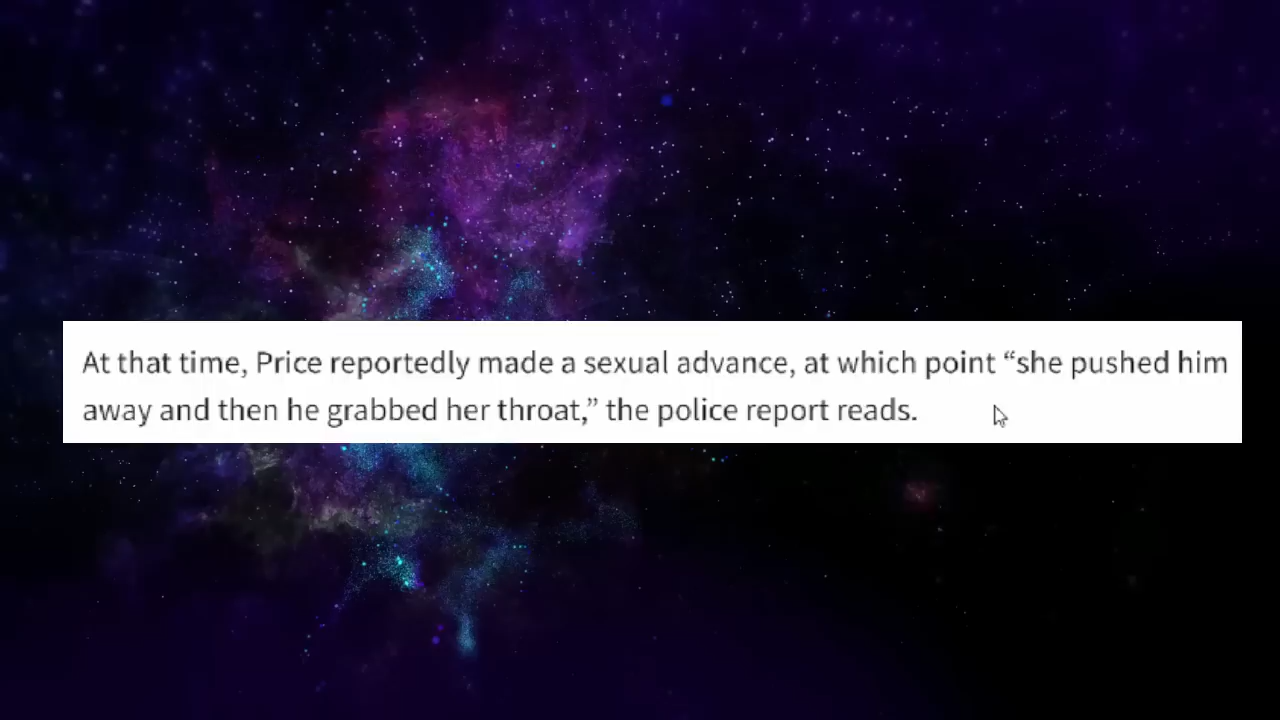 At that time, Price reportedly made a sexual advance, at which point “she pushed him
away and then he grabbed her throat,” the police report reads.